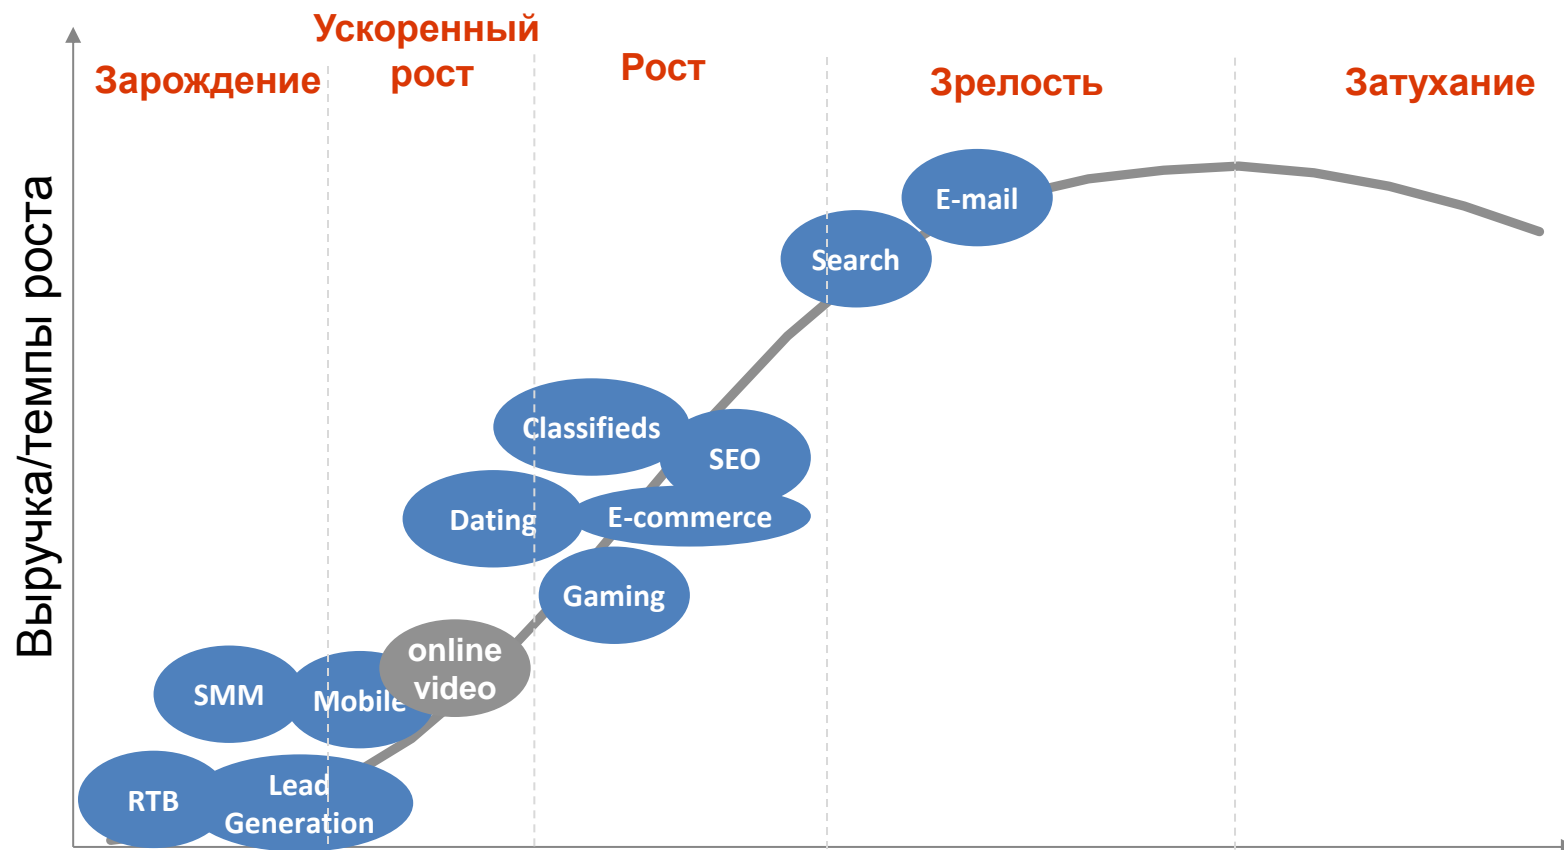 Ускоренный
рост
Зарождение
Рост
Зрелость
Затухание
Выручка/темпы роста
E-mail
Search
Classifieds
SEO
Dating
E-commerce
Gaming
online
video
SMM
Mobile
RTB
Lead
Generation